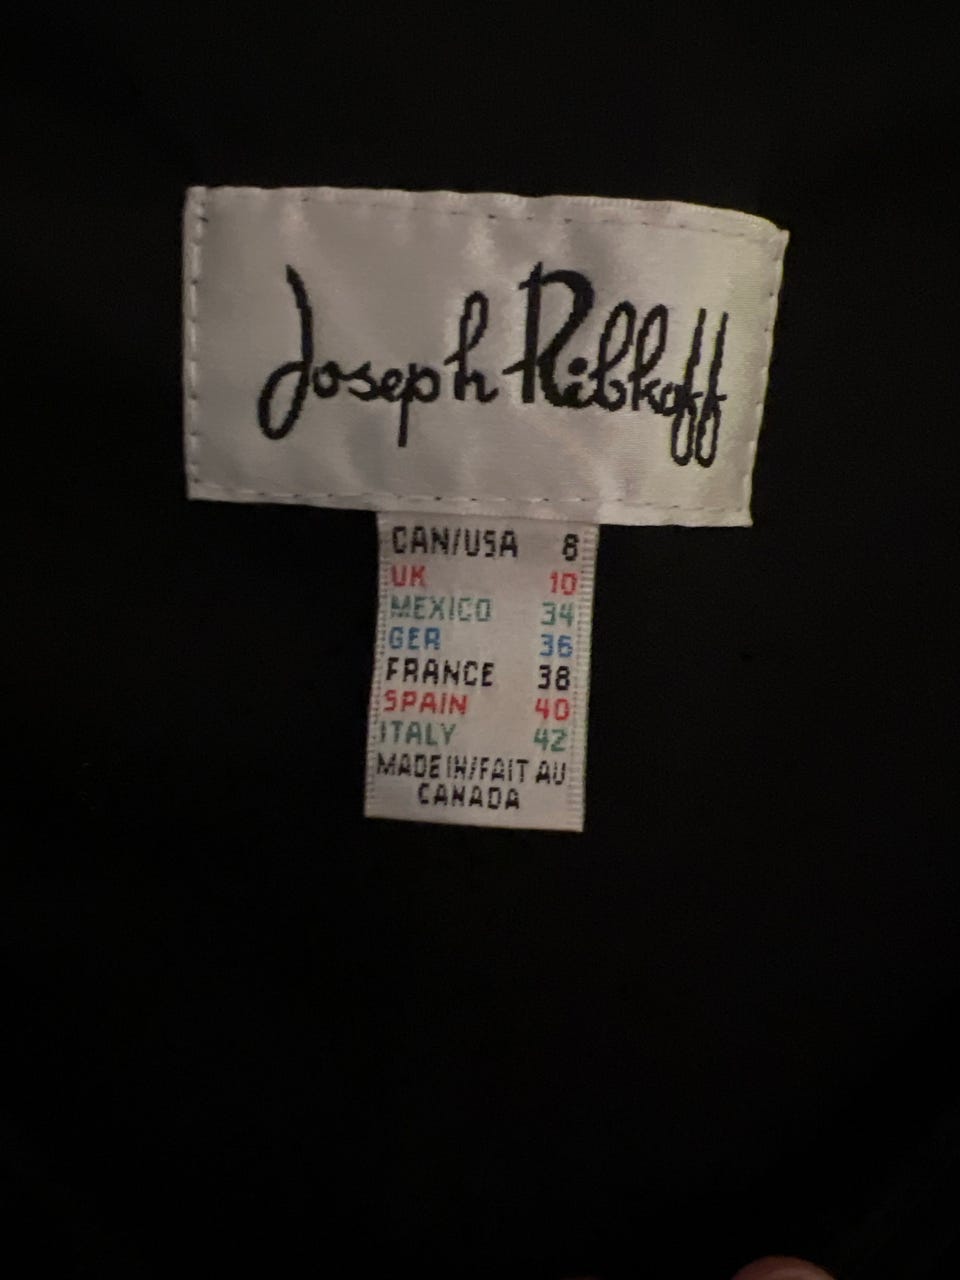 Joseph Ribkoff
CAN/USA 8
UK 10
MEXICO 34
GER 36
FRANCE 38
SPAIN 40
ITALY 42
MADE IN/FAIT AU
CANADA